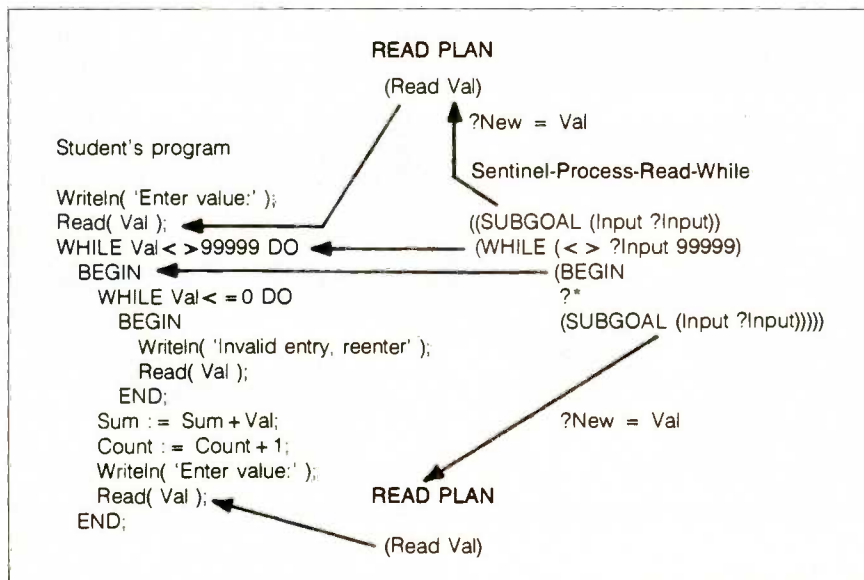 READ PLAN
(Read Val)
?New = Val
Student's program
Sentinel-Process-Read-While
Writeln( 'Enter value:' );
Read( Val );
WHILE Val< >99999 DO
BEGIN
WHILE Val< =0 DO
BEGIN
Writeln( 'Invalid entry, reenter' );
Read( Val );
END;
Sum : = Sum+Val;
Count : = Count+1;
Writeln( 'Enter value:' );
Read( Val );
END;
((SUBGOAL (Input ?Input))
(WHILE (< > ?Input 99999)
(BEGIN
?*
(SUBGOAL (Input ?Input)))))
?New = Val
READ PLAN
(Read Val)